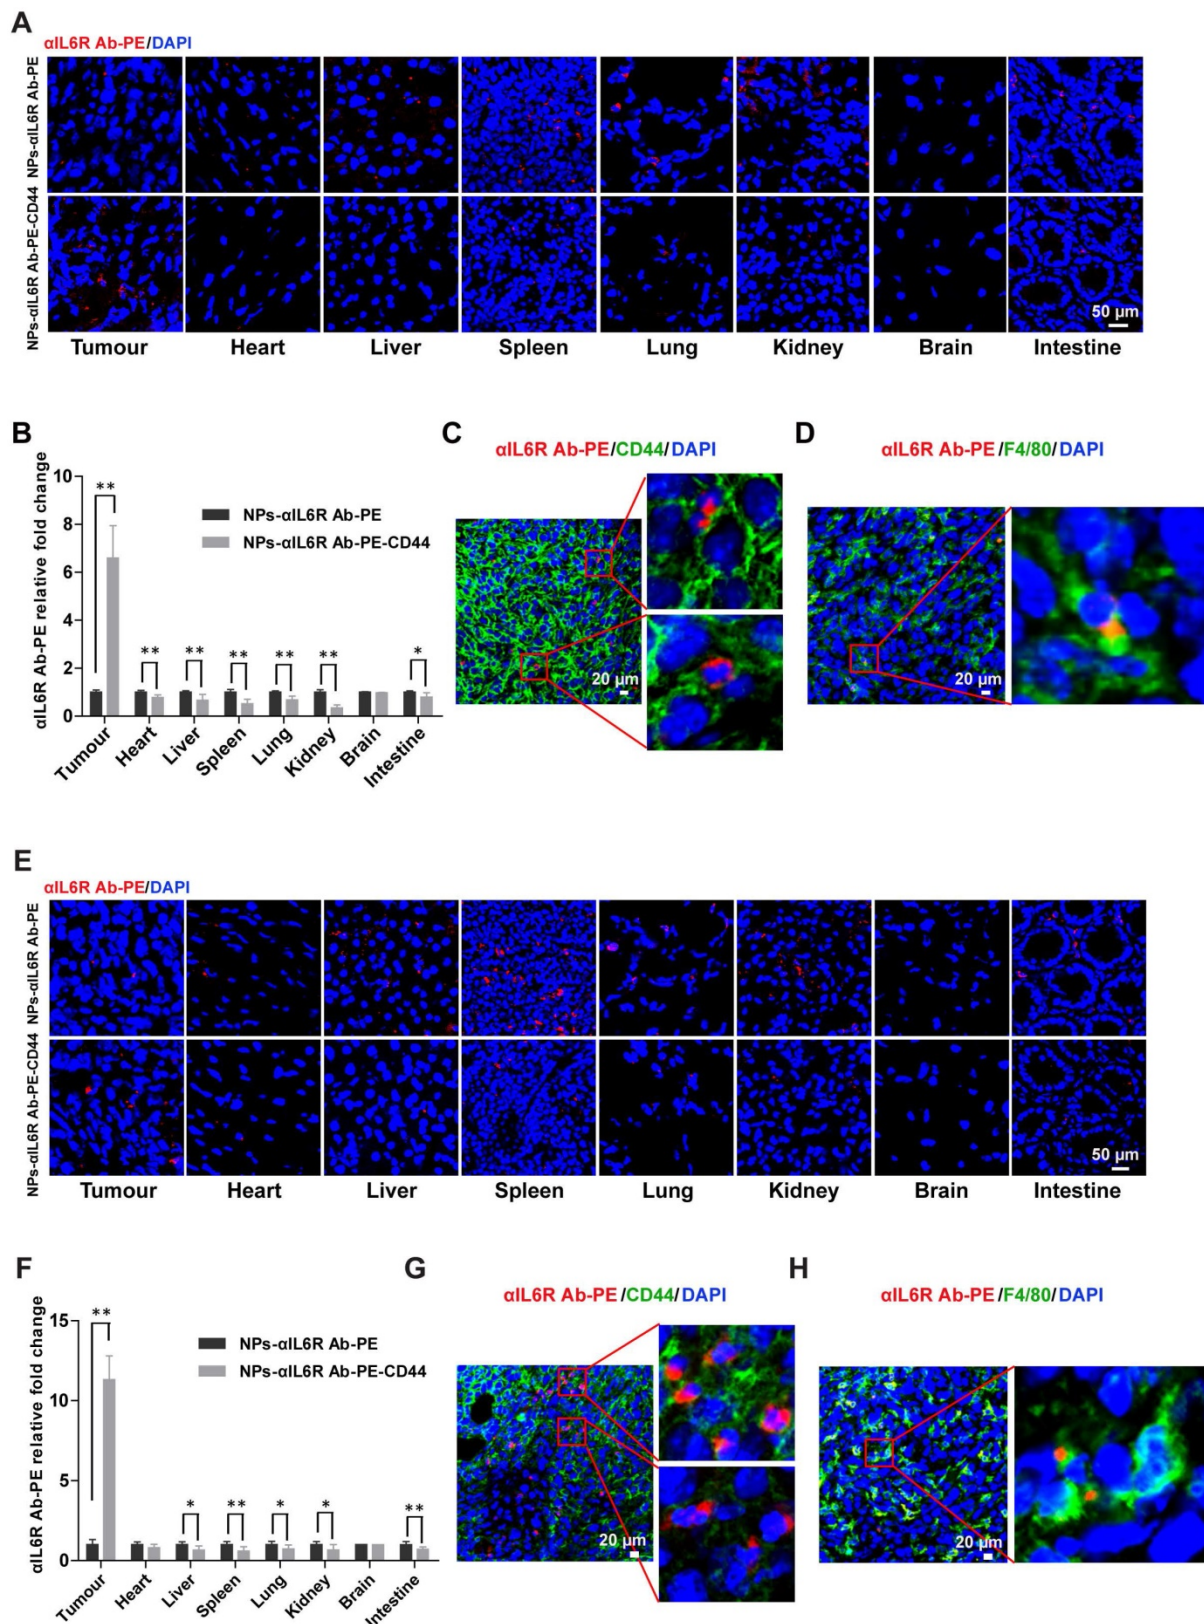 A
αIL6R Ab-PE/DAPI
NPs-αIL6R Ab-PE
NPs-αIL6R Ab-PE-CD44
Tumour Heart Liver Spleen Lung Kidney Brain Intestine
50 µm
B
αIL6R Ab-PE relative fold change
10
8
6
4
2
0
**
** ** ** ** ** *
NPs-αIL6R Ab-PE
NPs-αIL6R Ab-PE-CD44
Tumour Heart Liver Spleen Lung Kidney Brain Intestine
C
αIL6R Ab-PE/CD44/DAPI
20 µm
D
αIL6R Ab-PE/F4/80/DAPI
20 µm
E
αIL6R Ab-PE/DAPI
NPs-αIL6R Ab-PE
NPs-αIL6R Ab-PE-CD44
50 µm
Tumour Heart Liver Spleen Lung Kidney Brain Intestine
F
αIL6R Ab-PE relative fold change
15
10
5
0
**
* ** * * **
NPs-αIL6R Ab-PE
NPs-αIL6R Ab-PE-CD44
Tumour Heart Liver Spleen Lung Kidney Brain Intestine
G
αIL6R Ab-PE/CD44/DAPI
20 µm
H
αIL6R Ab-PE/F4/80/DAPI
20 µm